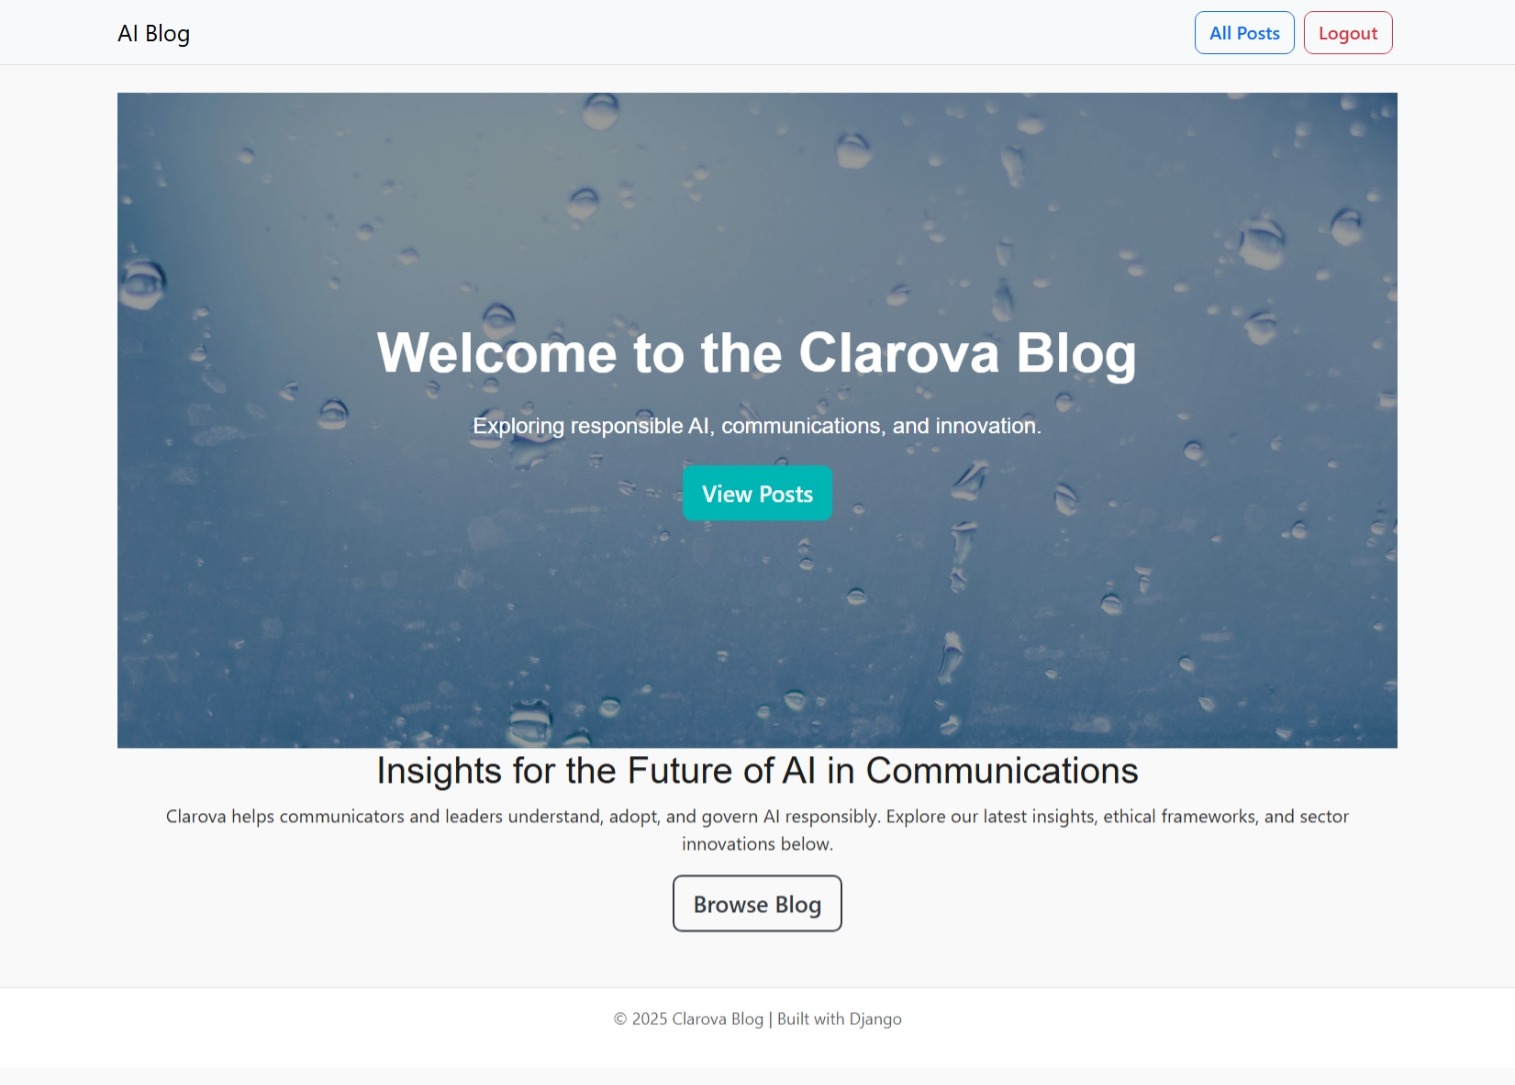 AI Blog
All Posts
Logout
Welcome to the Clarova Blog
Exploring responsible AI, communications, and innovation.
View Posts
Insights for the Future of AI in Communications
Clarova helps communicators and leaders understand, adopt, and govern AI responsibly. Explore our latest insights, ethical frameworks, and sector
innovations below.
Browse Blog
© 2025 Clarova Blog | Built with Django